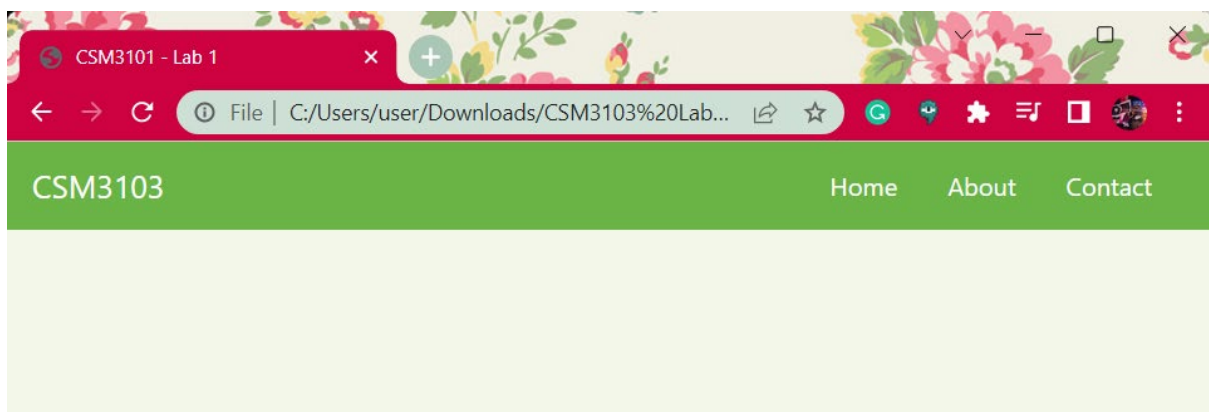 CSM3101 - Lab 1
File | C:/Users/user/Downloads/CSM3103%20Lab...
CSM3103
Home About Contact